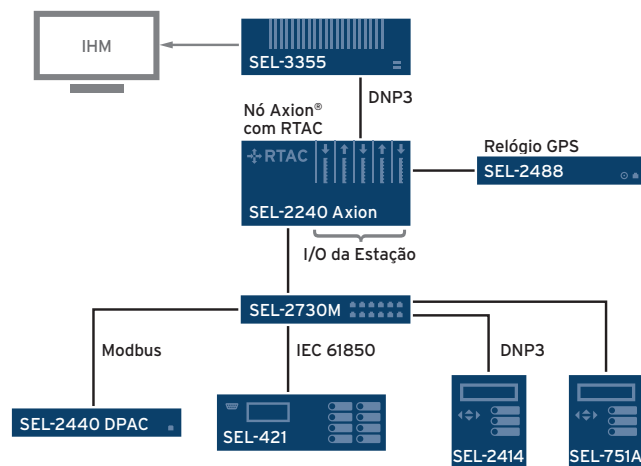 IHM
SEL-3355
DNP3
Nó Axion®
com RTAC
RTAC
Relógio GPS
SEL-2488
SEL-2240 Axion
I/O da Estação
SEL-2730M
Modbus
IEC 61850
DNP3
SEL-2440 DPAC
SEL-421
SEL-2414
SEL-751A